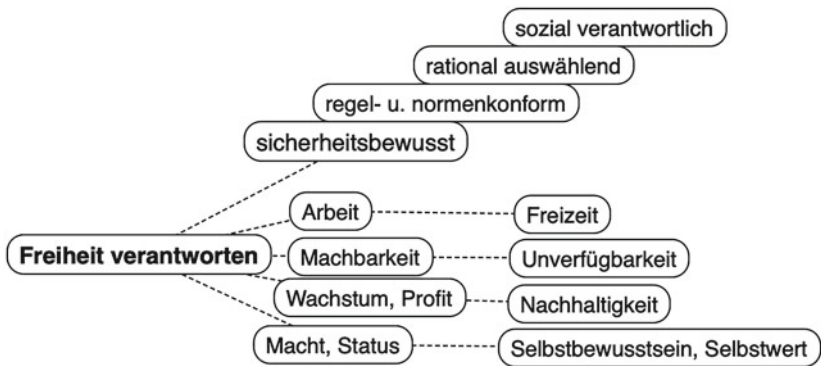 sozial verantwortlich
rational auswählend
regel- u. normenkonform
sicherheitsbewusst
Arbeit
Freizeit
Freiheit verantworten
Machbarkeit
Unverfügbarkeit
Wachstum, Profit
Nachhaltigkeit
Macht, Status
Selbstbewusstsein, Selbstwert